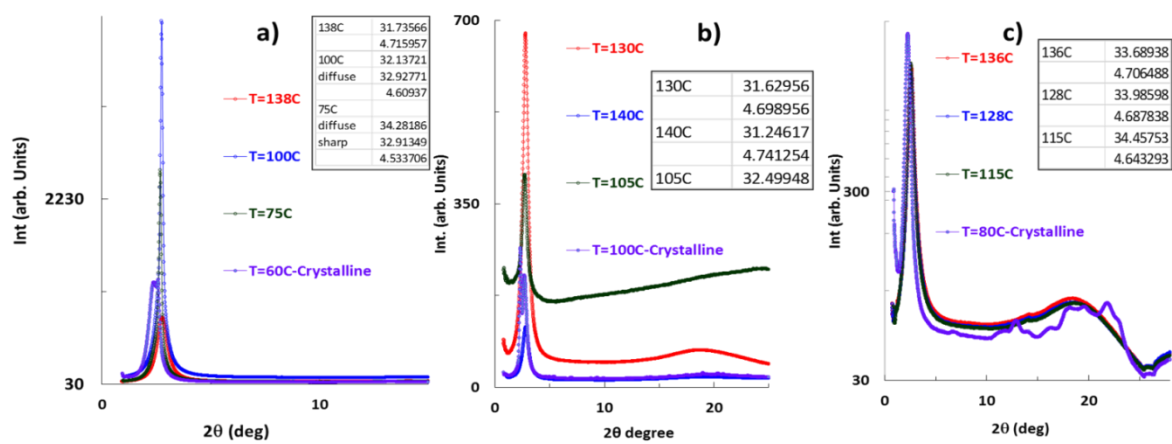 a)
138C 31.73566
4.715957
100C 32.13721
diffuse 32.92771
4.60937
75C
diffuse 34.28186
sharp 32.91349
4.533706
T=138C
T=100C
T=75C
T=60C-Crystalline
Int (arb. Units)
2230
30
0 10
2θ (deg)
b)
700
T=130C
130C 31.62956
4.698956
140C 31.24617
4.741254
105C 32.49948
T=140C
T=105C
T=100C-Crystalline
Int. (arb. Units)
350
0
0 10 20
2θ degree
c)
T=136C
136C 33.68938
4.706488
128C 33.98598
4.687838
115C 34.45753
4.643293
T=128C
T=115C
T=80C-Crystalline
Int (arb. Units)
300
30
0 10 20
2θ (deg)